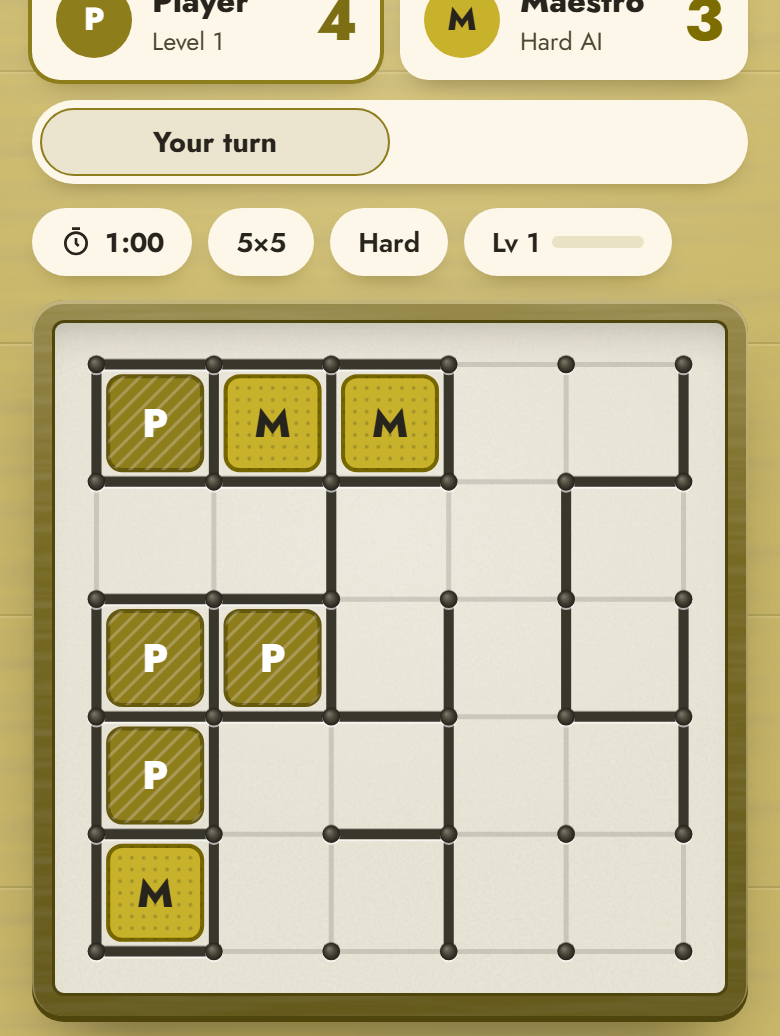 P
Player
Level 1
4
M
Maestro
Hard AI
3
Your turn
1:00
5×5
Hard
Lv 1
P M M
P P
P
M